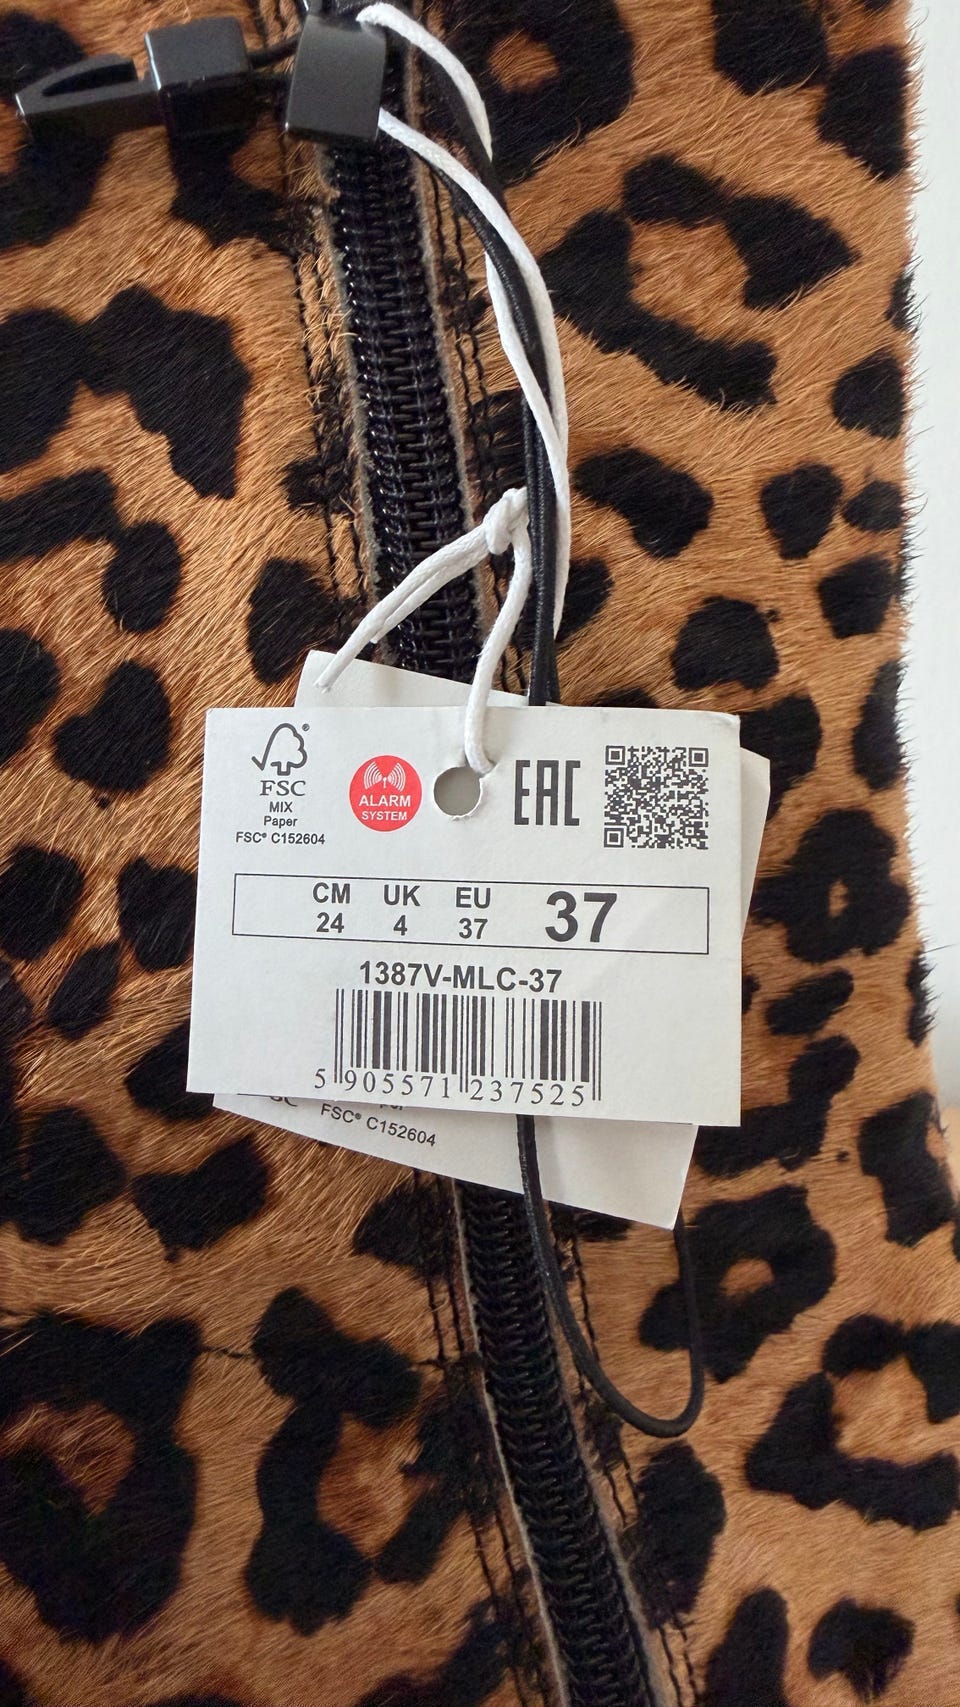 FSC®
MIX
Paper
FSC® C152604
ALARM
SYSTEM
EAC
CM UK EU
24 4 37 37
1387V-MLC-37
5 905571 237525
FSC® C152604